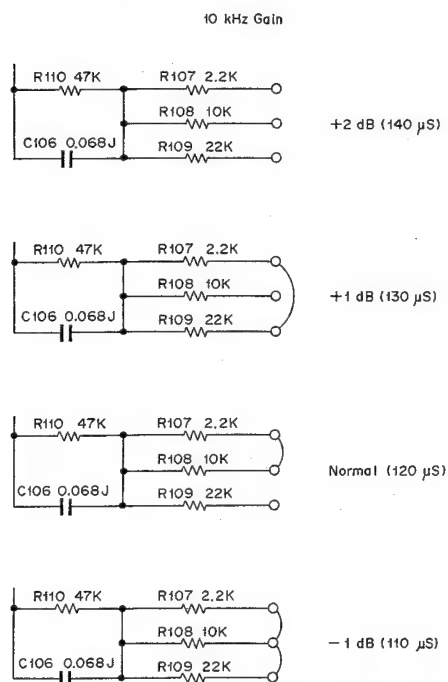 10 kHz Gain
R110 47K
R107 2.2K
R108 10K
C106 0.068J
R109 22K
+2 dB (140 μS)
R110 47K
R107 2.2K
R108 10K
C106 0.068J
R109 22K
+1 dB (130 μS)
R110 47K
R107 2.2K
R108 10K
C106 0.068J
R109 22K
Normal (120 μS)
R110 47K
R107 2.2K
R108 10K
C106 0.068J
R109 22K
−1 dB (110 μS)